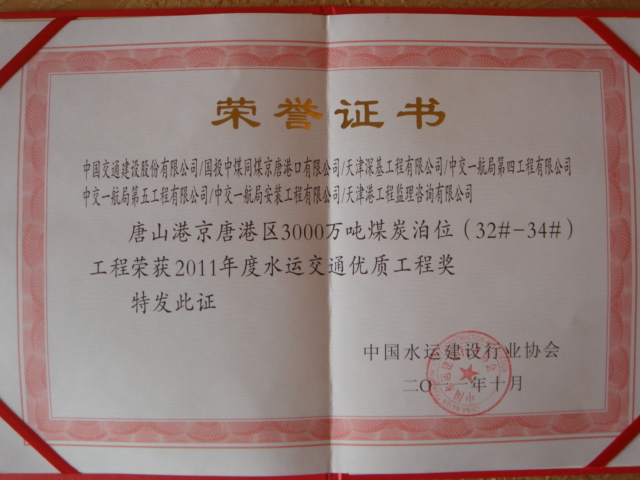 荣誉证书
中国交通建设股份有限公司/国投中煤同煤京唐港口有限公司/天津深基工程有限公司/中交一航局第四工程有限公司
中交一航局第五工程有限公司/中交一航局安装工程有限公司/天津港工程监理咨询有限公司
唐山港京唐港区3000万吨煤炭泊位（32#-34#）
工程荣获2011年度水运交通优质工程奖
特发此证
中国水运建设行业协会
二〇一一年十月